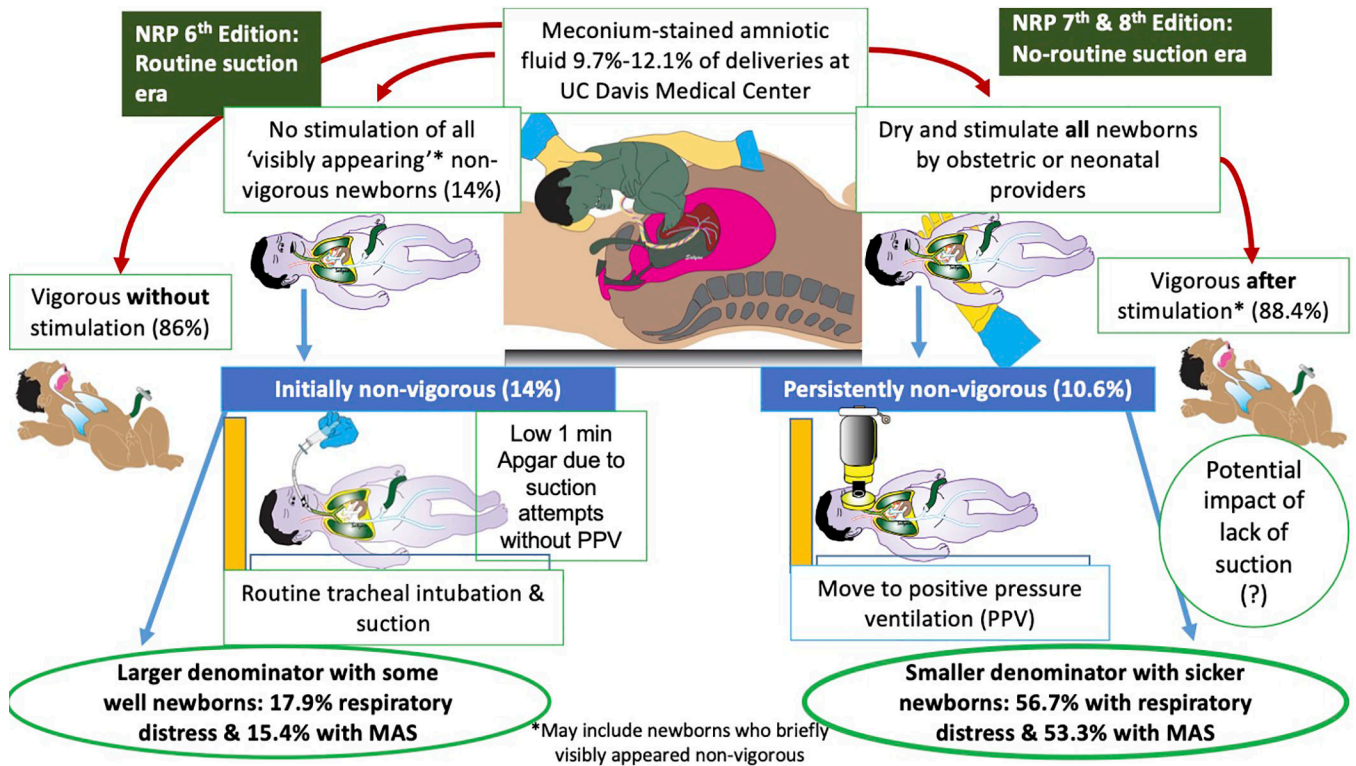 NRP 6th Edition:
Routine suction
era
Meconium-stained amniotic
fluid 9.7%-12.1% of deliveries at
UC Davis Medical Center
NRP 7th & 8th Edition:
No-routine suction era
No stimulation of all
‘visibly appearing’* non-
vigorous newborns (14%)
Dry and stimulate all newborns
by obstetric or neonatal
providers
Vigorous without
stimulation (86%)
Vigorous after
stimulation* (88.4%)
Initially non-vigorous (14%)
Persistently non-vigorous (10.6%)
Low 1 min
Apgar due to
suction
attempts
without PPV
Routine tracheal intubation &
suction
Move to positive pressure
ventilation (PPV)
Potential
impact of
lack of
suction
(?)
Larger denominator with some
well newborns: 17.9% respiratory
distress & 15.4% with MAS
Smaller denominator with sicker
newborns: 56.7% with respiratory
distress & 53.3% with MAS
*May include newborns who briefly
visibly appeared non-vigorous